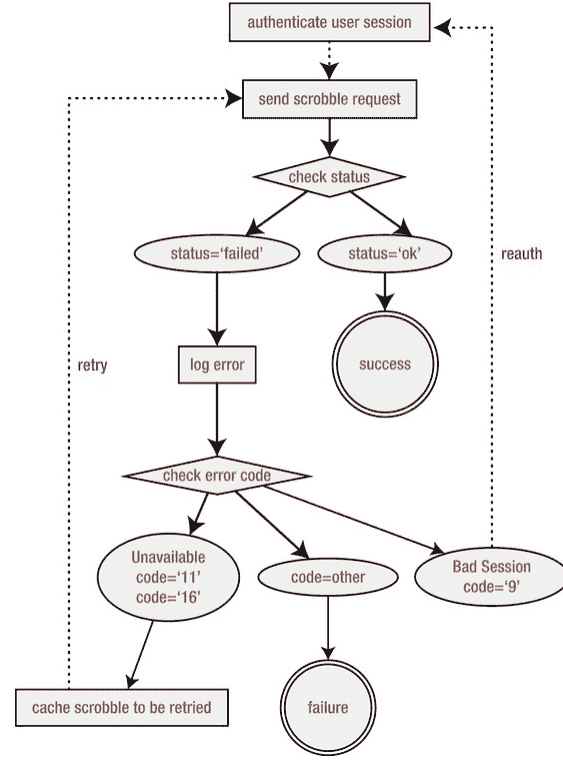 authenticate user session
send scrobble request
check status
status=‘failed’
status=‘ok’
reauth
log error
success
retry
check error code
Unavailable
code=‘11’
code=‘16’
code=other
Bad Session
code=‘9’
cache scrobble to be retried
failure